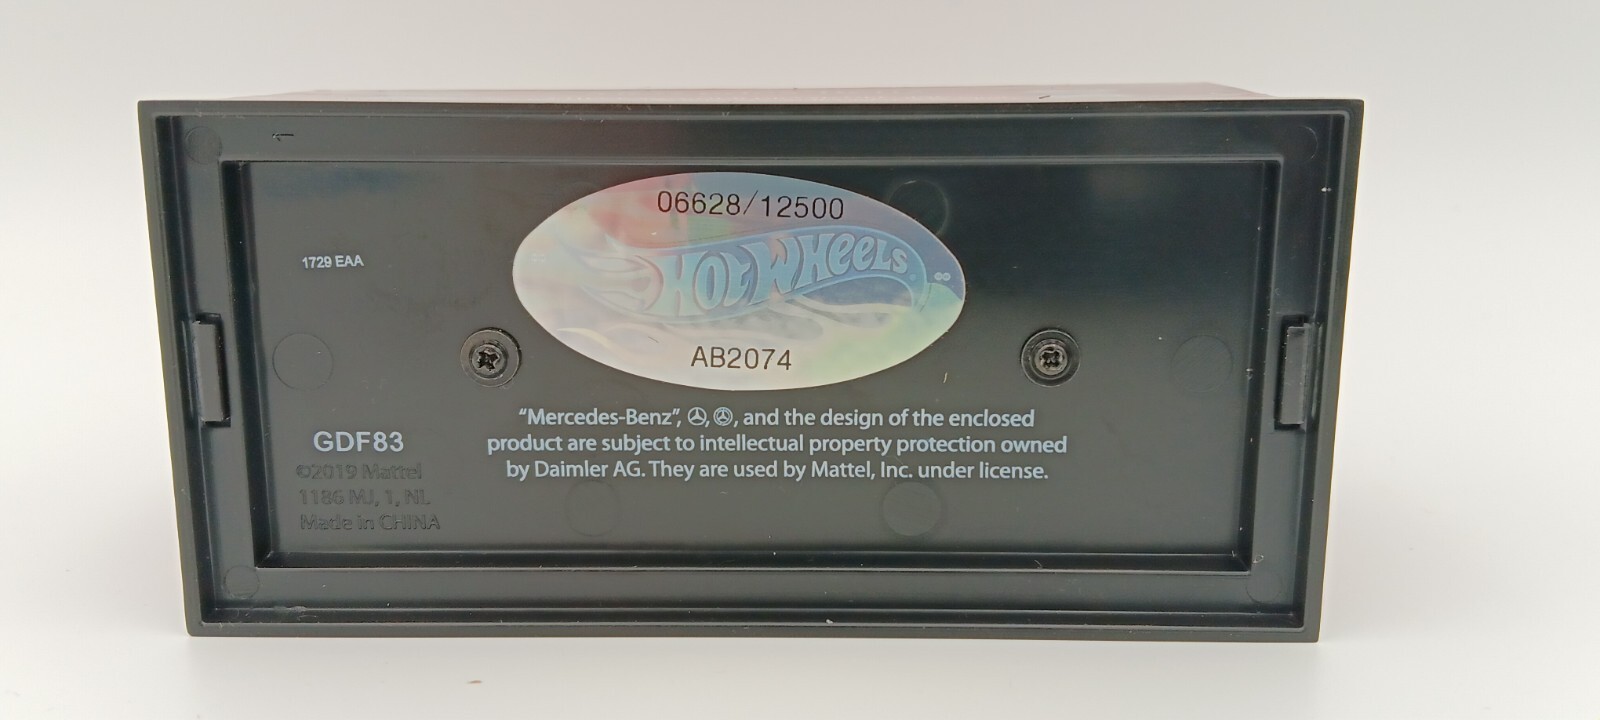 06628/12500
HOT WHEELS
AB2074
1729 EAA
"Mercedes-Benz", , , and the design of the enclosed
product are subject to intellectual property protection owned
by Daimler AG. They are used by Mattel, Inc. under license.
GDF83
©2019 Mattel
1186 MJ, 1, NL
Made in CHINA